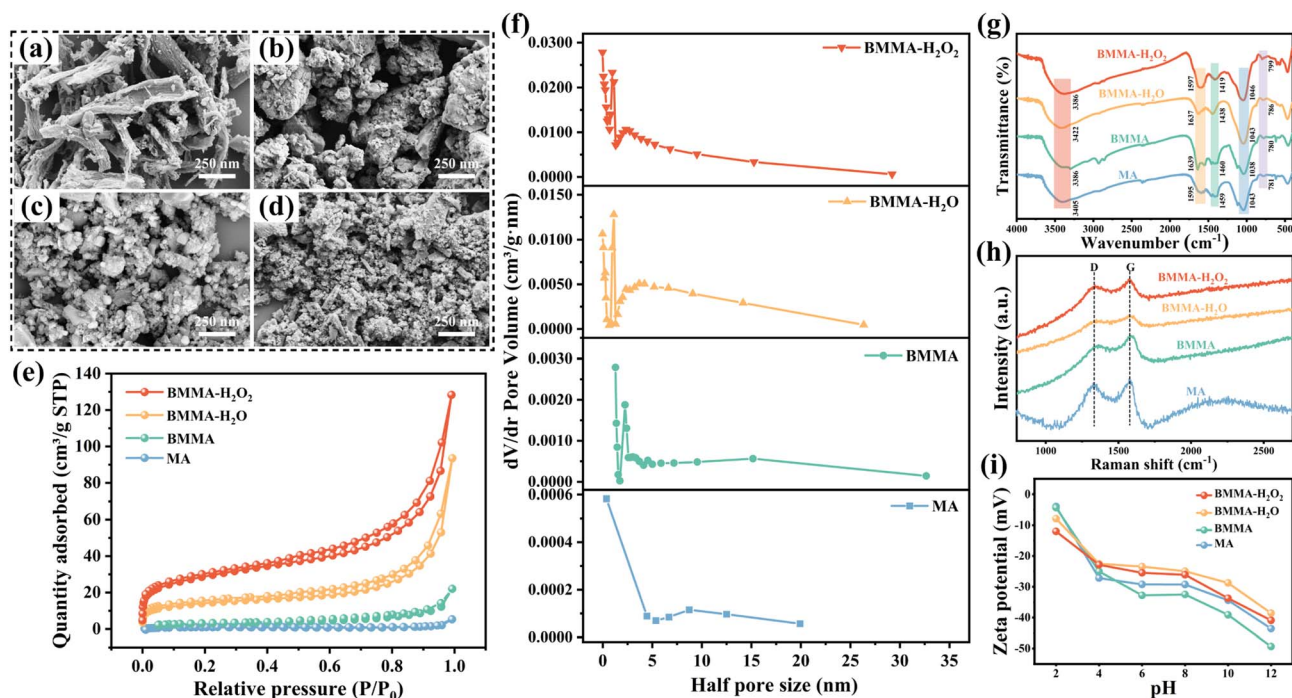 (a)
250 nm
(b)
250 nm
(c)
250 nm
(d)
250 nm
(e)
Quantity adsorbed (cm³/g STP)
140
130
120
100
80
60
40
20
0
BMMA-H₂O₂
BMMA-H₂O
BMMA
MA
0.0 0.2 0.4 0.6 0.8 1.0
Relative pressure (P/P₀)
(f)
dV/dr Pore Volume (cm³/g·nm)
0.0300
0.0200
0.0100
0.0000
BMMA-H₂O₂
0.0150
0.0100
0.0050
0.0000
BMMA-H₂O
0.0030
0.0020
0.0010
0.0000
BMMA
0.0006
0.0004
0.0002
0.0000
MA
0 5 10 15 20 25 30 35
Half pore size (nm)
(g)
Transmittance (%)
BMMA-H₂O₂
3386
1597
1419
1046
799
BMMA-H₂O
3422
1637
1438
1043
786
BMMA
3386
1639
1460
1038
780
MA
3405
1595
1459
1043
781
4000 3000 2000 1000 400
Wavenumber (cm⁻¹)
(h)
Intensity (a.u.)
D G
BMMA-H₂O₂
BMMA-H₂O
BMMA
MA
1000 1500 2000 2500
Raman shift (cm⁻¹)
(i)
Zeta potential (mV)
0
-10
-20
-30
-40
-50
BMMA-H₂O₂
BMMA-H₂O
BMMA
MA
2 4 6 8 10 12
pH